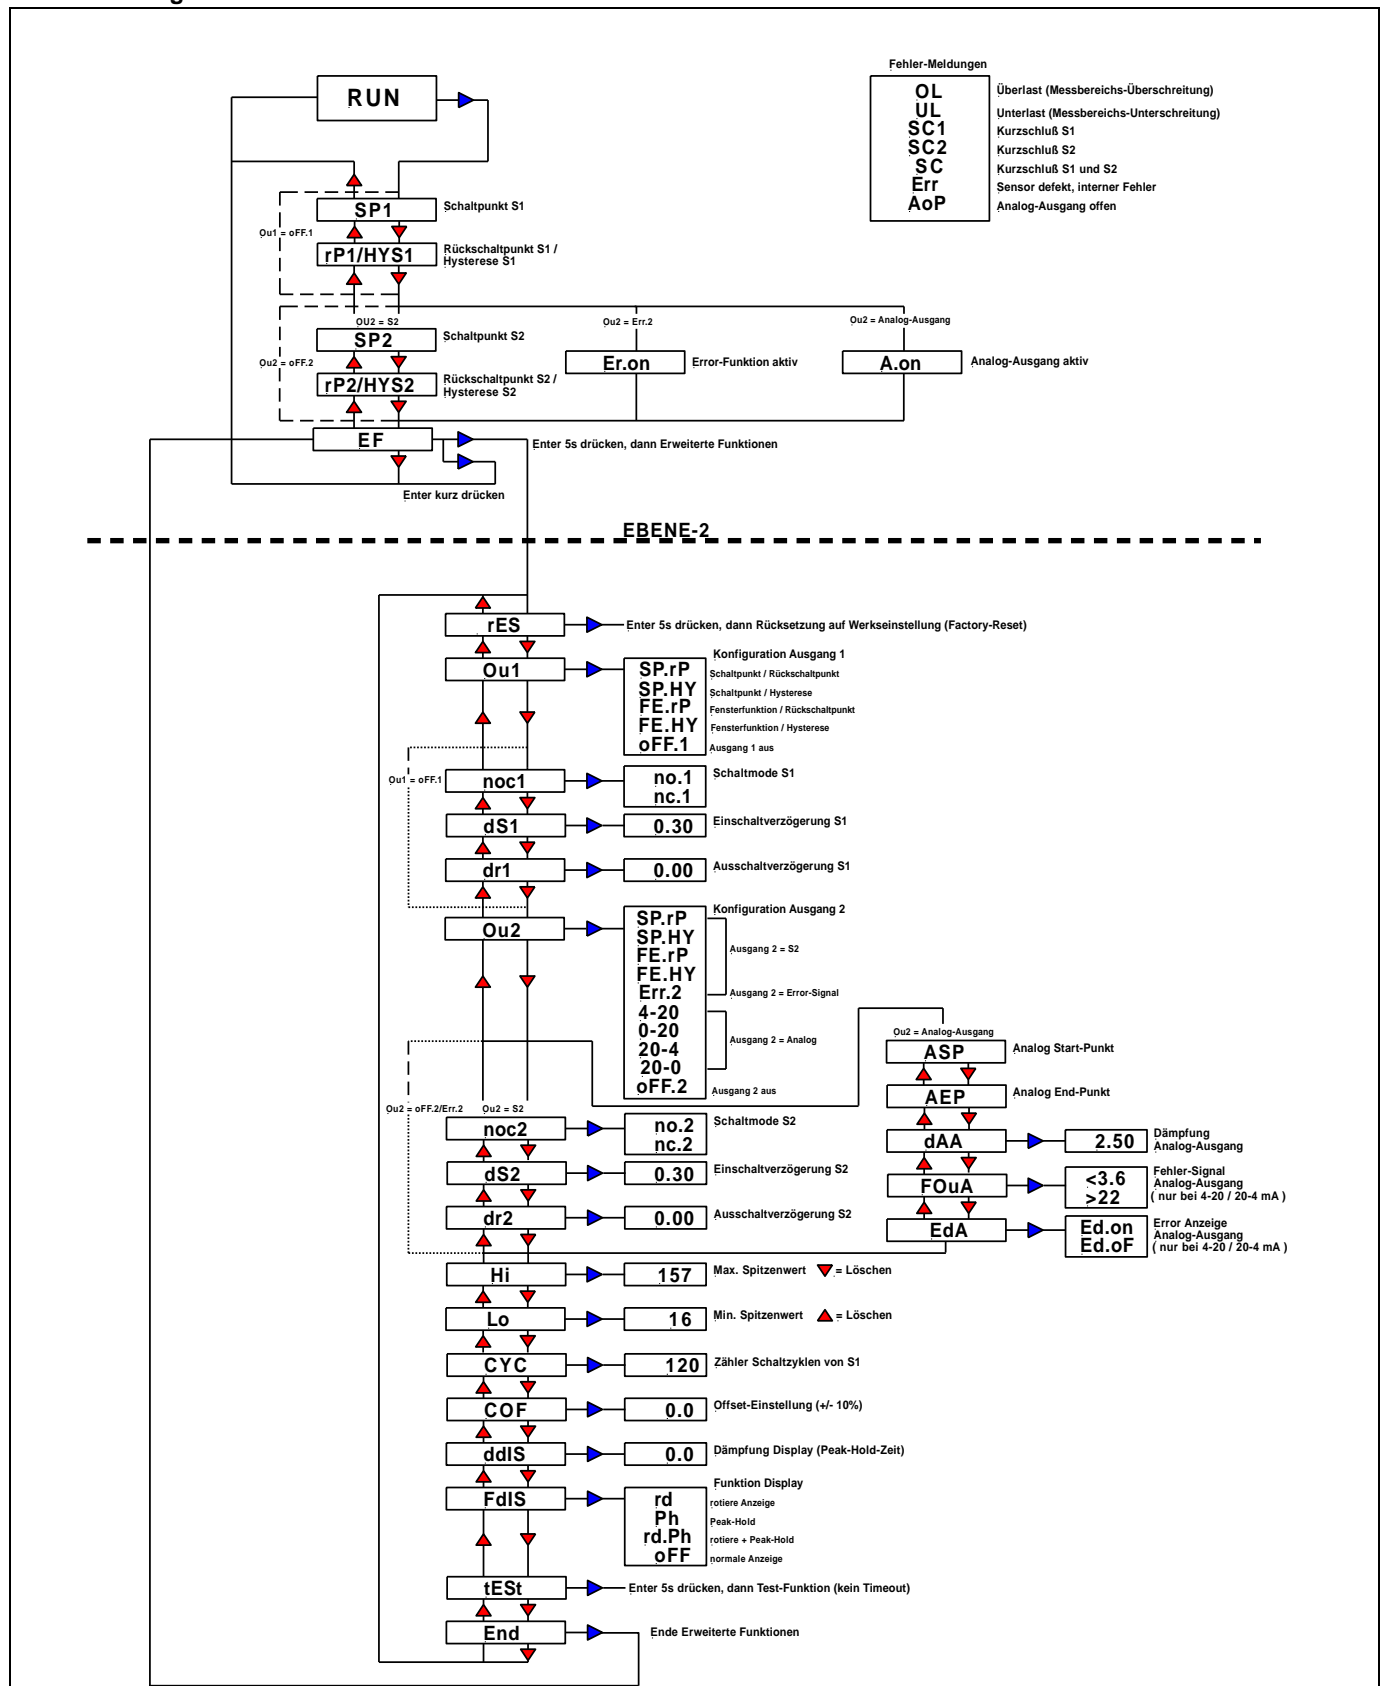 Fehler-Meldungen
RUN
OL Überlast (Messbereichs-Überschreitung)
UL Unterlast (Messbereichs-Unterschreitung)
SC1 Kurzschluß S1
SC2 Kurzschluß S2
SC Kurzschluß S1 und S2
Err Sensor defekt, interner Fehler
AoP Analog-Ausgang offen
SP1 Schaltpunkt S1
Ou1 = oFF.1
rP1/HYS1 Rückschaltpunkt S1 /
Hysterese S1
OU2 = S2
Ou2 = Err.2
Ou2 = Analog-Ausgang
SP2 Schaltpunkt S2
Ou2 = oFF.2
Er.on Error-Funktion aktiv
A.on Analog-Ausgang aktiv
rP2/HYS2 Rückschaltpunkt S2 /
Hysterese S2
EF
Enter 5s drücken, dann Erweiterte Funktionen
Enter kurz drücken
EBENE-2
rES Enter 5s drücken, dann Rücksetzung auf Werkseinstellung (Factory-Reset)
Ou1
Konfiguration Ausgang 1
SP.rP Schaltpunkt / Rückschaltpunkt
SP.HY Schaltpunkt / Hysterese
FE.rP Fensterfunktion / Rückschaltpunkt
FE.HY Fensterfunktion / Hysterese
oFF.1 Ausgang 1 aus
Ou1 = oFF.1
noc1
no.1 Schaltmode S1
nc.1
dS1 0.30 Einschaltverzögerung S1
dr1 0.00 Ausschaltverzögerung S1
Ou2
Konfiguration Ausgang 2
SP.rP
SP.HY
FE.rP
FE.HY
Ausgang 2 = S2
Err.2 Ausgang 2 = Error-Signal
4-20
0-20
20-4
20-0
Ausgang 2 = Analog
oFF.2 Ausgang 2 aus
Ou2 = Analog-Ausgang
ASP Analog Start-Punkt
AEP Analog End-Punkt
dAA 2.50 Dämpfung
Analog-Ausgang
FOuA
<3.6
>22
Fehler-Signal
Analog-Ausgang
( nur bei 4-20 / 20-4 mA )
EdA
Ed.on
Ed.oF
Error Anzeige
Analog-Ausgang
( nur bei 4-20 / 20-4 mA )
Ou2 = oFF.2/Err.2
Ou2 = S2
noc2
no.2 Schaltmode S2
nc.2
dS2 0.30 Einschaltverzögerung S2
dr2 0.00 Ausschaltverzögerung S2
Hi 157 Max. Spitzenwert = Löschen
Lo 16 Min. Spitzenwert = Löschen
CYC 120 Zähler Schaltzyklen von S1
COF 0.0 Offset-Einstellung (+/- 10%)
ddIS 0.0 Dämpfung Display (Peak-Hold-Zeit)
FdIS
Funktion Display
rd rotiere Anzeige
Ph Peak-Hold
rd.Ph rotiere + Peak-Hold
oFF normale Anzeige
tESt Enter 5s drücken, dann Test-Funktion (kein Timeout)
End Ende Erweiterte Funktionen